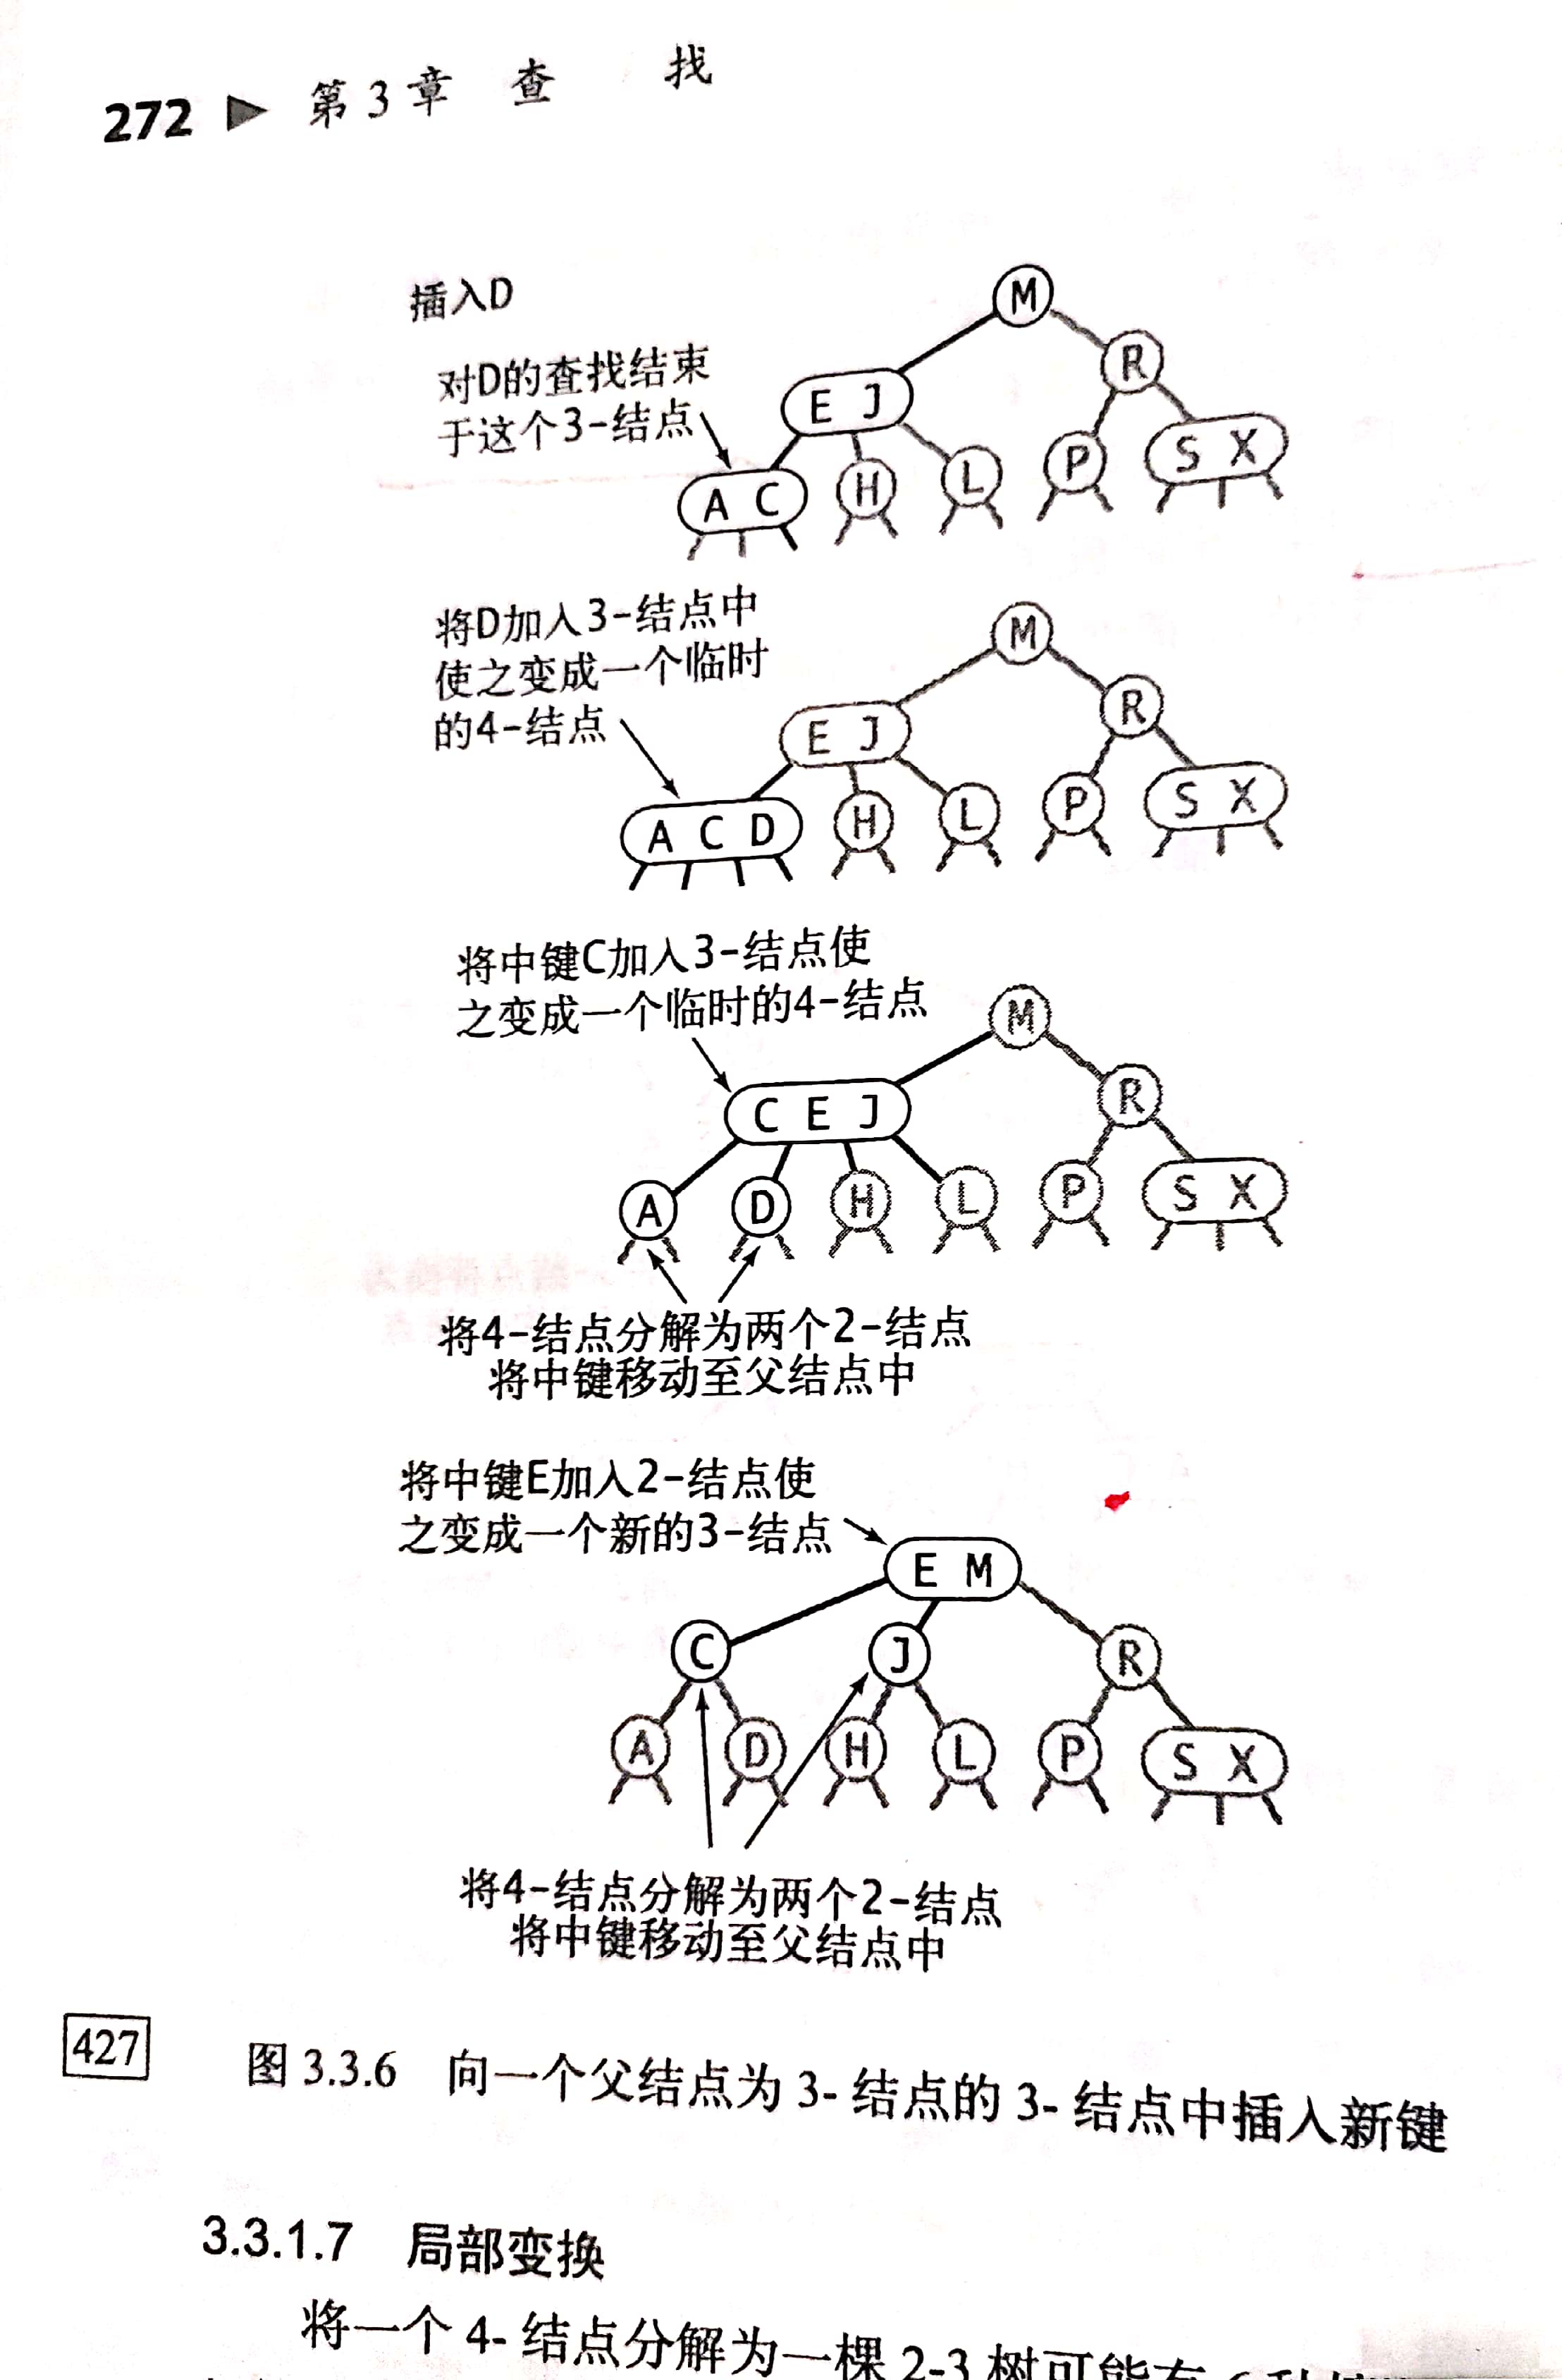 272 ▶ 第3章 查 找
插入D
对D的查找结束
于这个3-结点
M
R
E J
A C
H
L
P
S X
将D加入3-结点中
使之变成一个临时
的4-结点
M
R
E J
A C D
H
L
P
S X
将中键C加入3-结点使
之变成一个临时的4-结点
M
R
C E J
A
D
H
L
P
S X
将4-结点分解为两个2-结点
将中键移动至父结点中
将中键E加入2-结点使
之变成一个新的3-结点
E M
C
J
R
A
D
H
L
P
S X
将4-结点分解为两个2-结点
将中键移动至父结点中
427
图 3.3.6 向一个父结点为 3- 结点的 3- 结点中插入新键
3.3.1.7 局部变换
将一个 4- 结点分解为一棵 2-3 树可能有 6 种